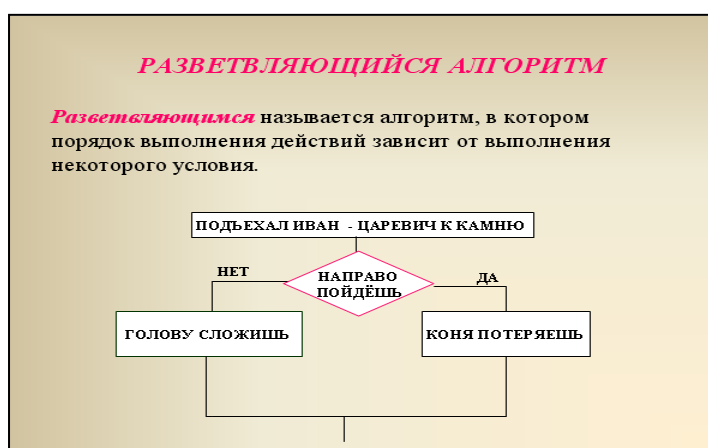 РАЗВЕТВЛЯЮЩИЙСЯ АЛГОРИТМ
Разветвляющимся называется алгоритм, в котором
порядок выполнения действий зависит от выполнения
некоторого условия.
ПОДЪЕХАЛ ИВАН - ЦАРЕВИЧ К КАМНЮ
НЕТ
НАПРАВО
ПОЙДЁШЬ
ДА
ГОЛОВУ СЛОЖИШЬ
КОНЯ ПОТЕРЯЕШЬ